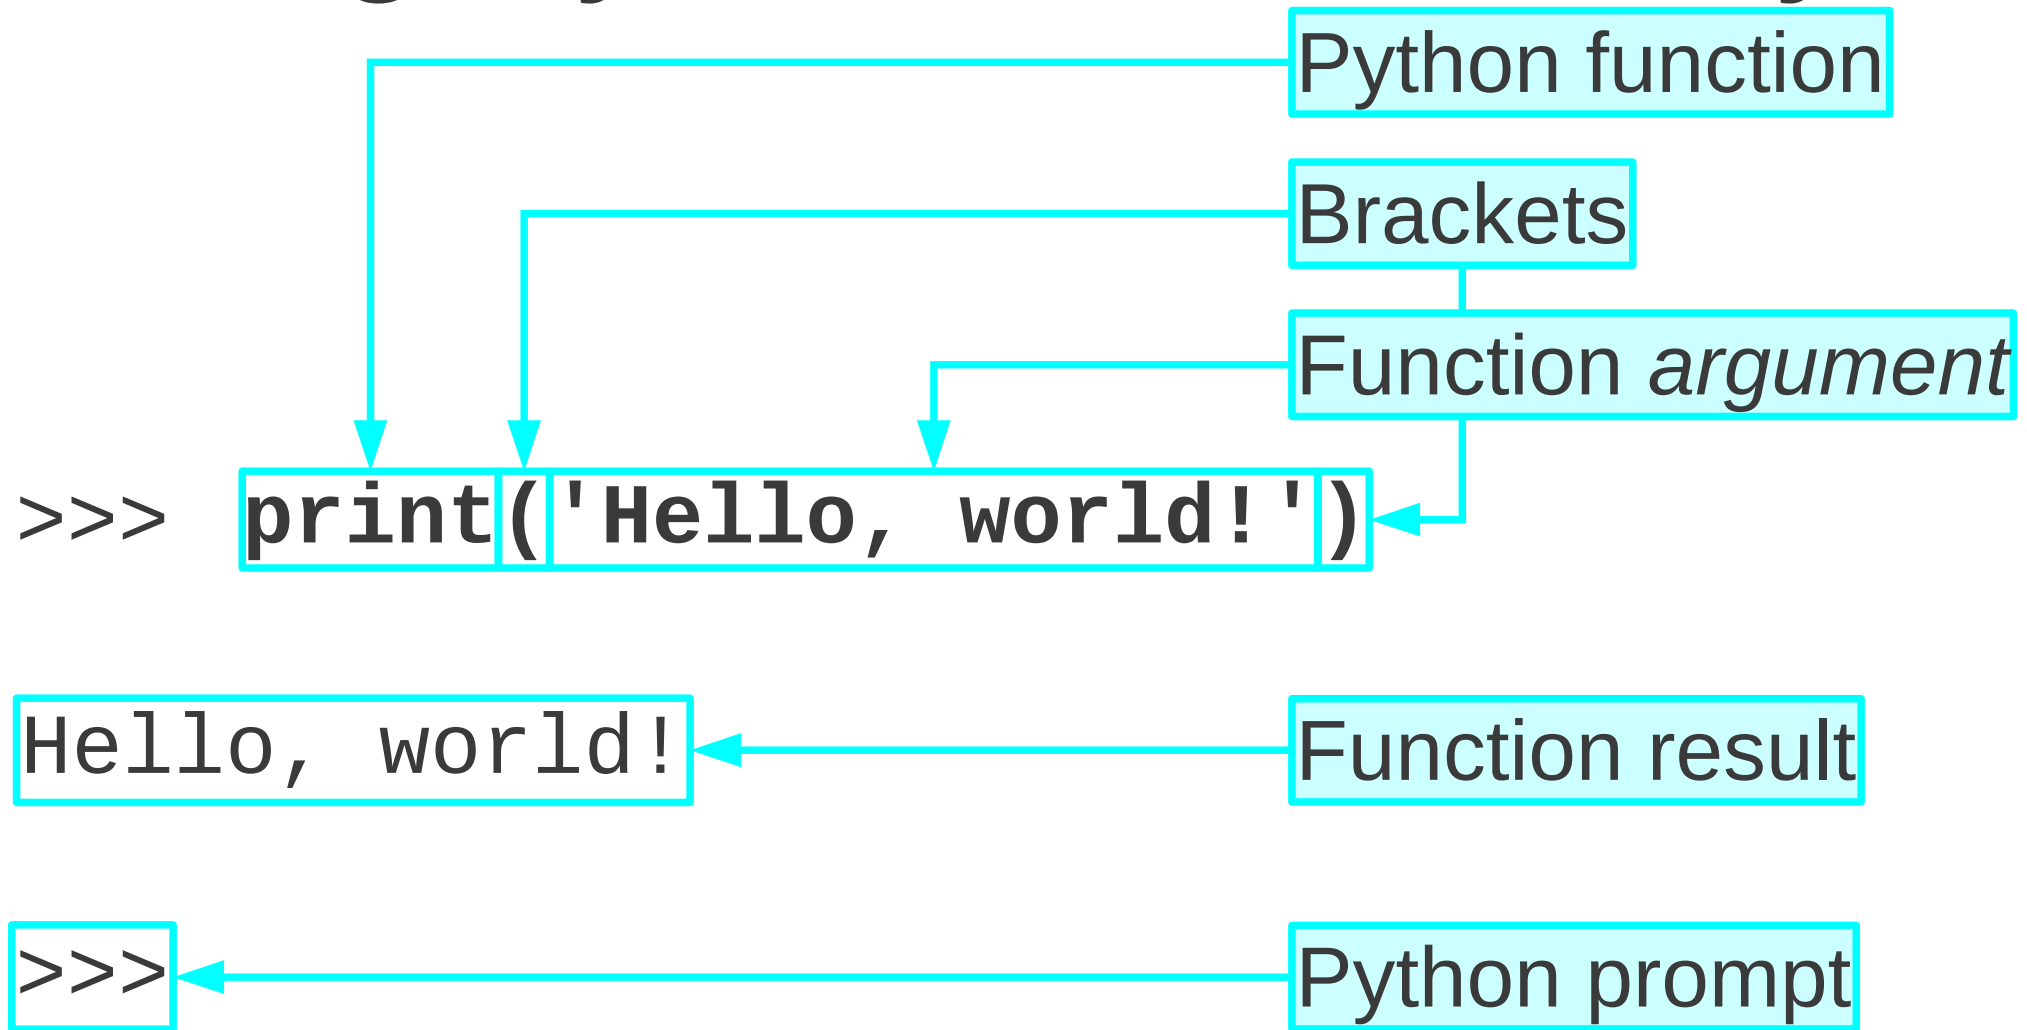 Python function
Brackets
Function argument
>>> print('Hello, world!')
Hello, world!
Function result
>>>
Python prompt